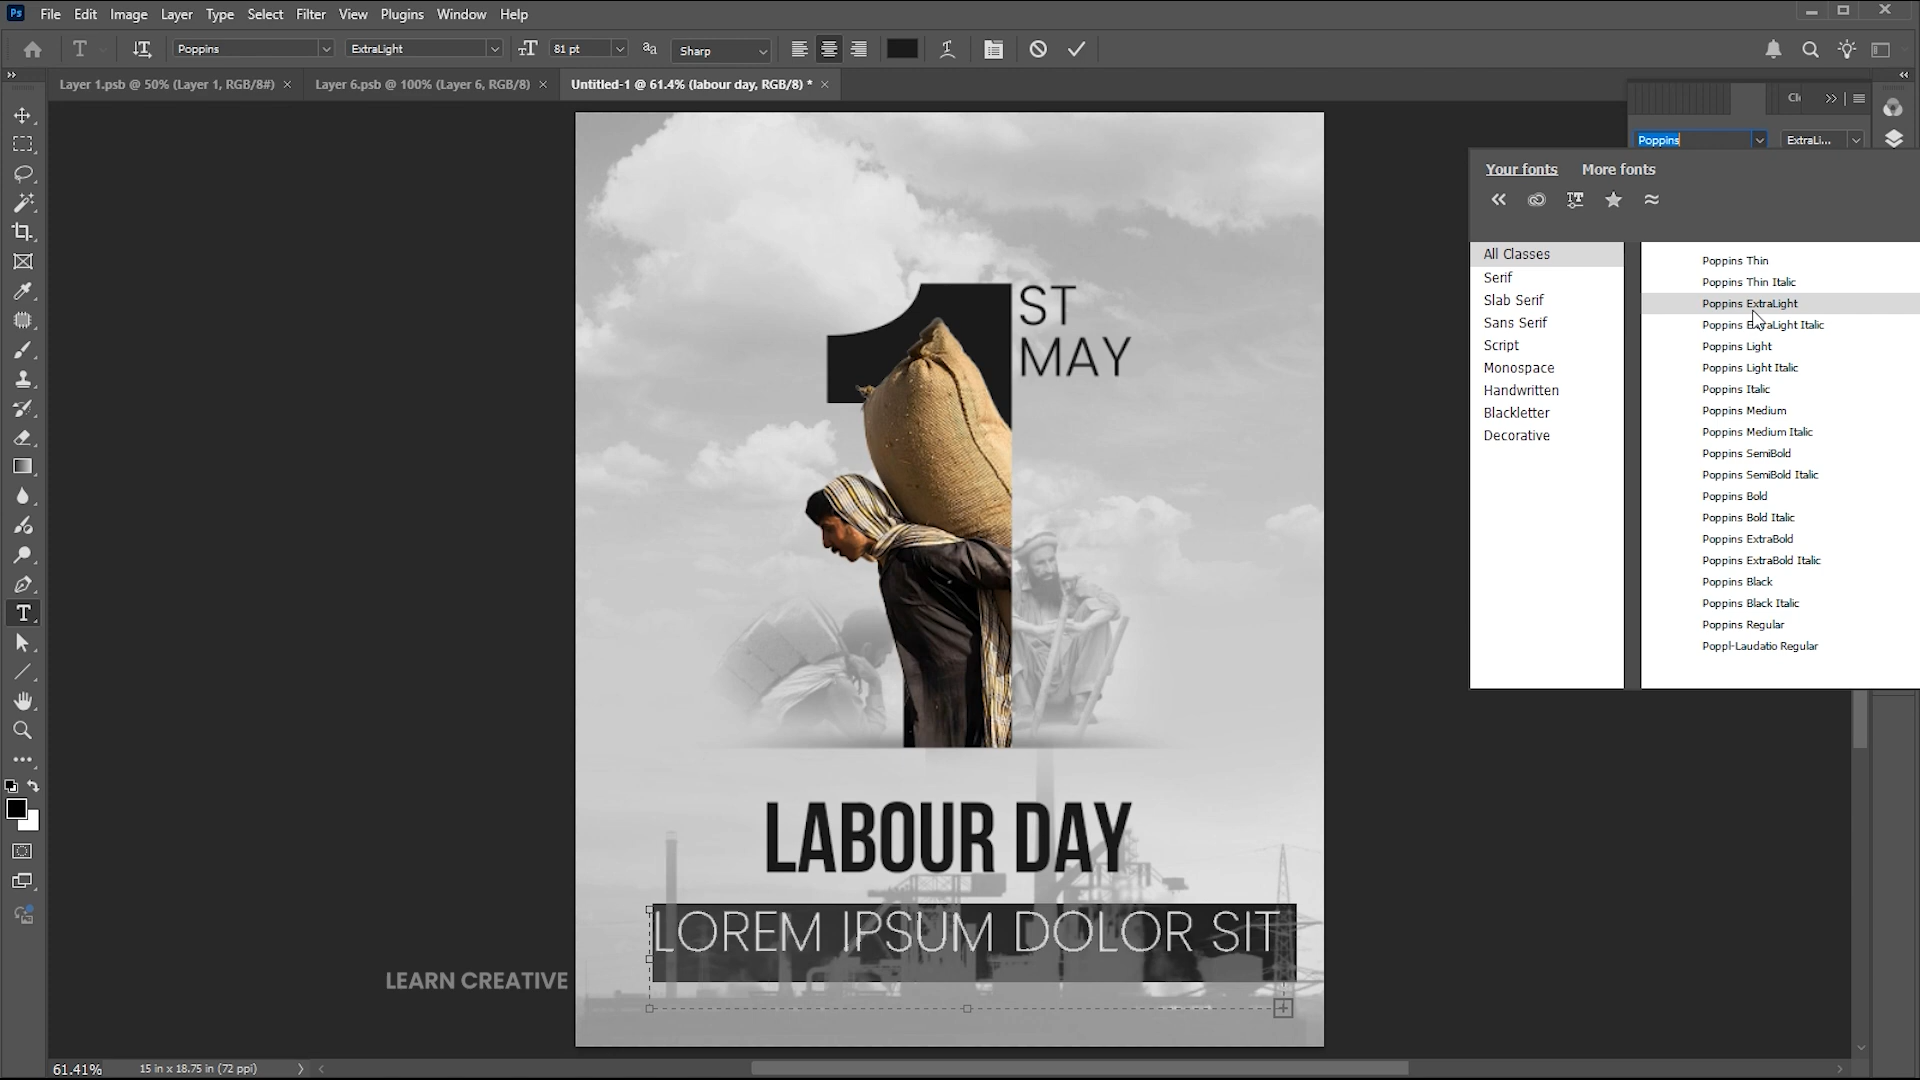 Ps File Edit Image Layer Type Select Filter View Plugins Window Help
T Poppins ExtraLight 81 pt Sharp
Layer 1.psb @ 50% (Layer 1, RGB/8#) × Layer 6.psb @ 100% (Layer 6, RGB/8) × Untitled-1 @ 61.4% (labour day, RGB/8) * ×
Poppins ExtraLi...
Your fonts More fonts
All Classes
Serif
Slab Serif
Sans Serif
Script
Monospace
Handwritten
Blackletter
Decorative
Poppins Thin
Poppins Thin Italic
Poppins ExtraLight
Poppins ExtraLight Italic
Poppins Light
Poppins Light Italic
Poppins Italic
Poppins Medium
Poppins Medium Italic
Poppins SemiBold
Poppins SemiBold Italic
Poppins Bold
Poppins Bold Italic
Poppins ExtraBold
Poppins ExtraBold Italic
Poppins Black
Poppins Black Italic
Poppins Regular
Poppl-Laudatio Regular
1 ST
MAY
LABOUR DAY
LOREM IPSUM DOLOR SIT
LEARN CREATIVE
61.41% 15 in x 18.75 in (72 ppi)